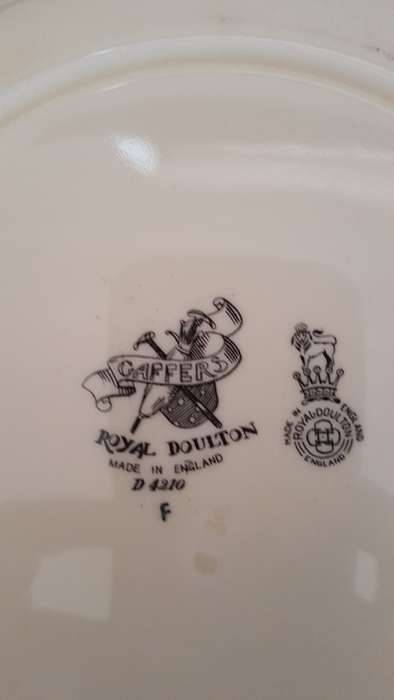 GAFFERS
ROYAL DOULTON
MADE IN ENGLAND
D 4210
F
MADE IN ENGLAND
ROYAL DOULTON
ENGLAND